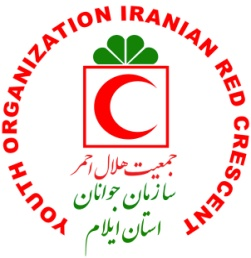 YOUTH ORGANIZATION IRANIAN RED CRESCENT
جمعیت هلال احمر
سازمان جوانان
استان ایلام